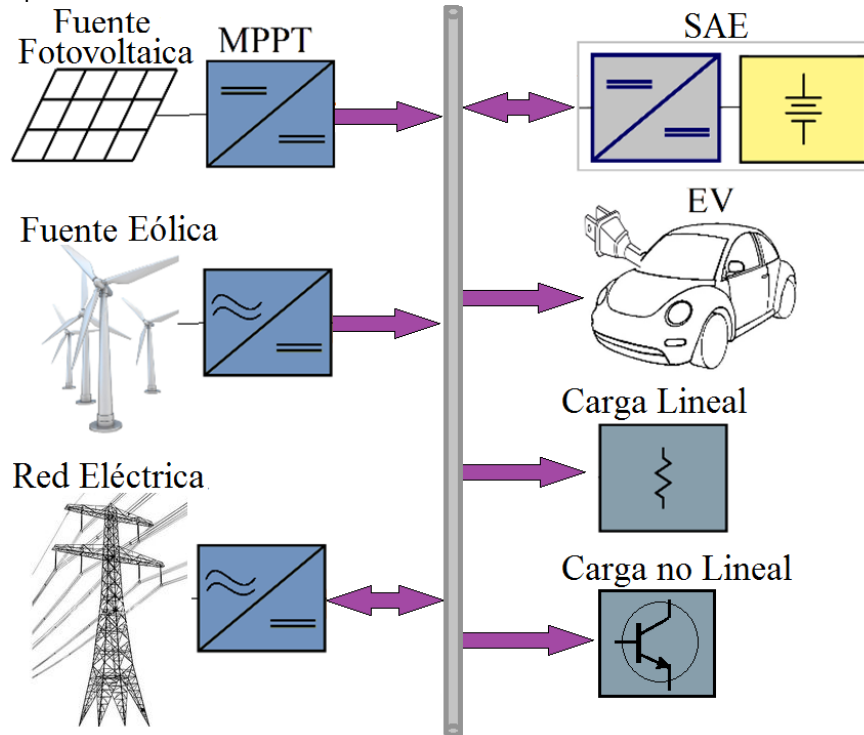 Fuente
Fotovoltaica
MPPT
SAE
EV
Fuente Eólica
Carga Lineal
Red Eléctrica
Carga no Lineal